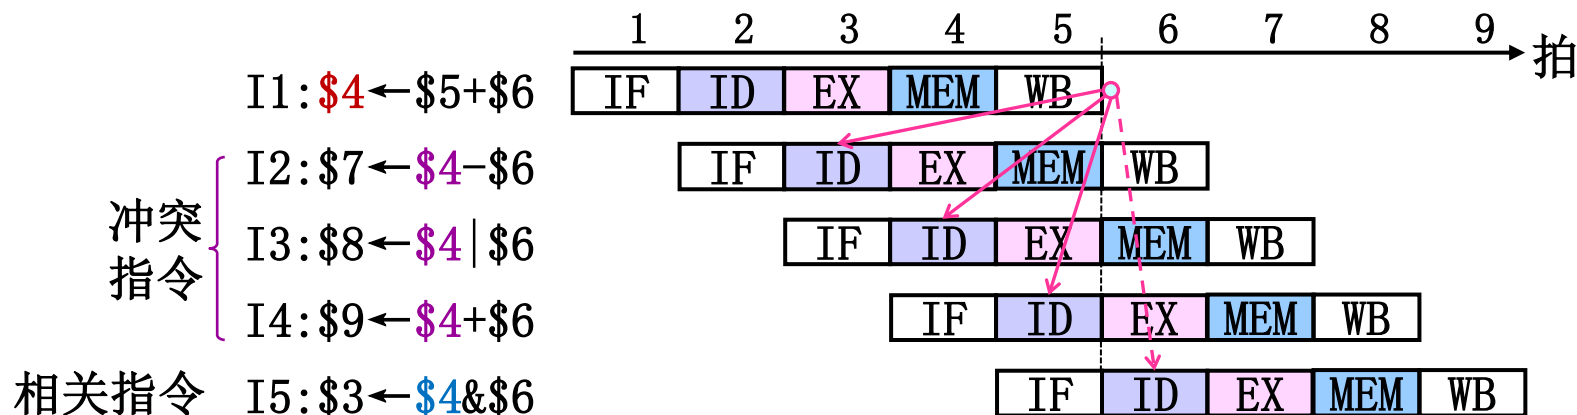 1 2 3 4 5 6 7 8 9
拍
I1:$4←$5+$6 IF ID EX MEM WB
I2:$7←$4-$6 IF ID EX MEM WB
冲突
指令
I3:$8←$4|$6 IF ID EX MEM WB
I4:$9←$4+$6 IF ID EX MEM WB
相关指令 I5:$3←$4&$6 IF ID EX MEM WB